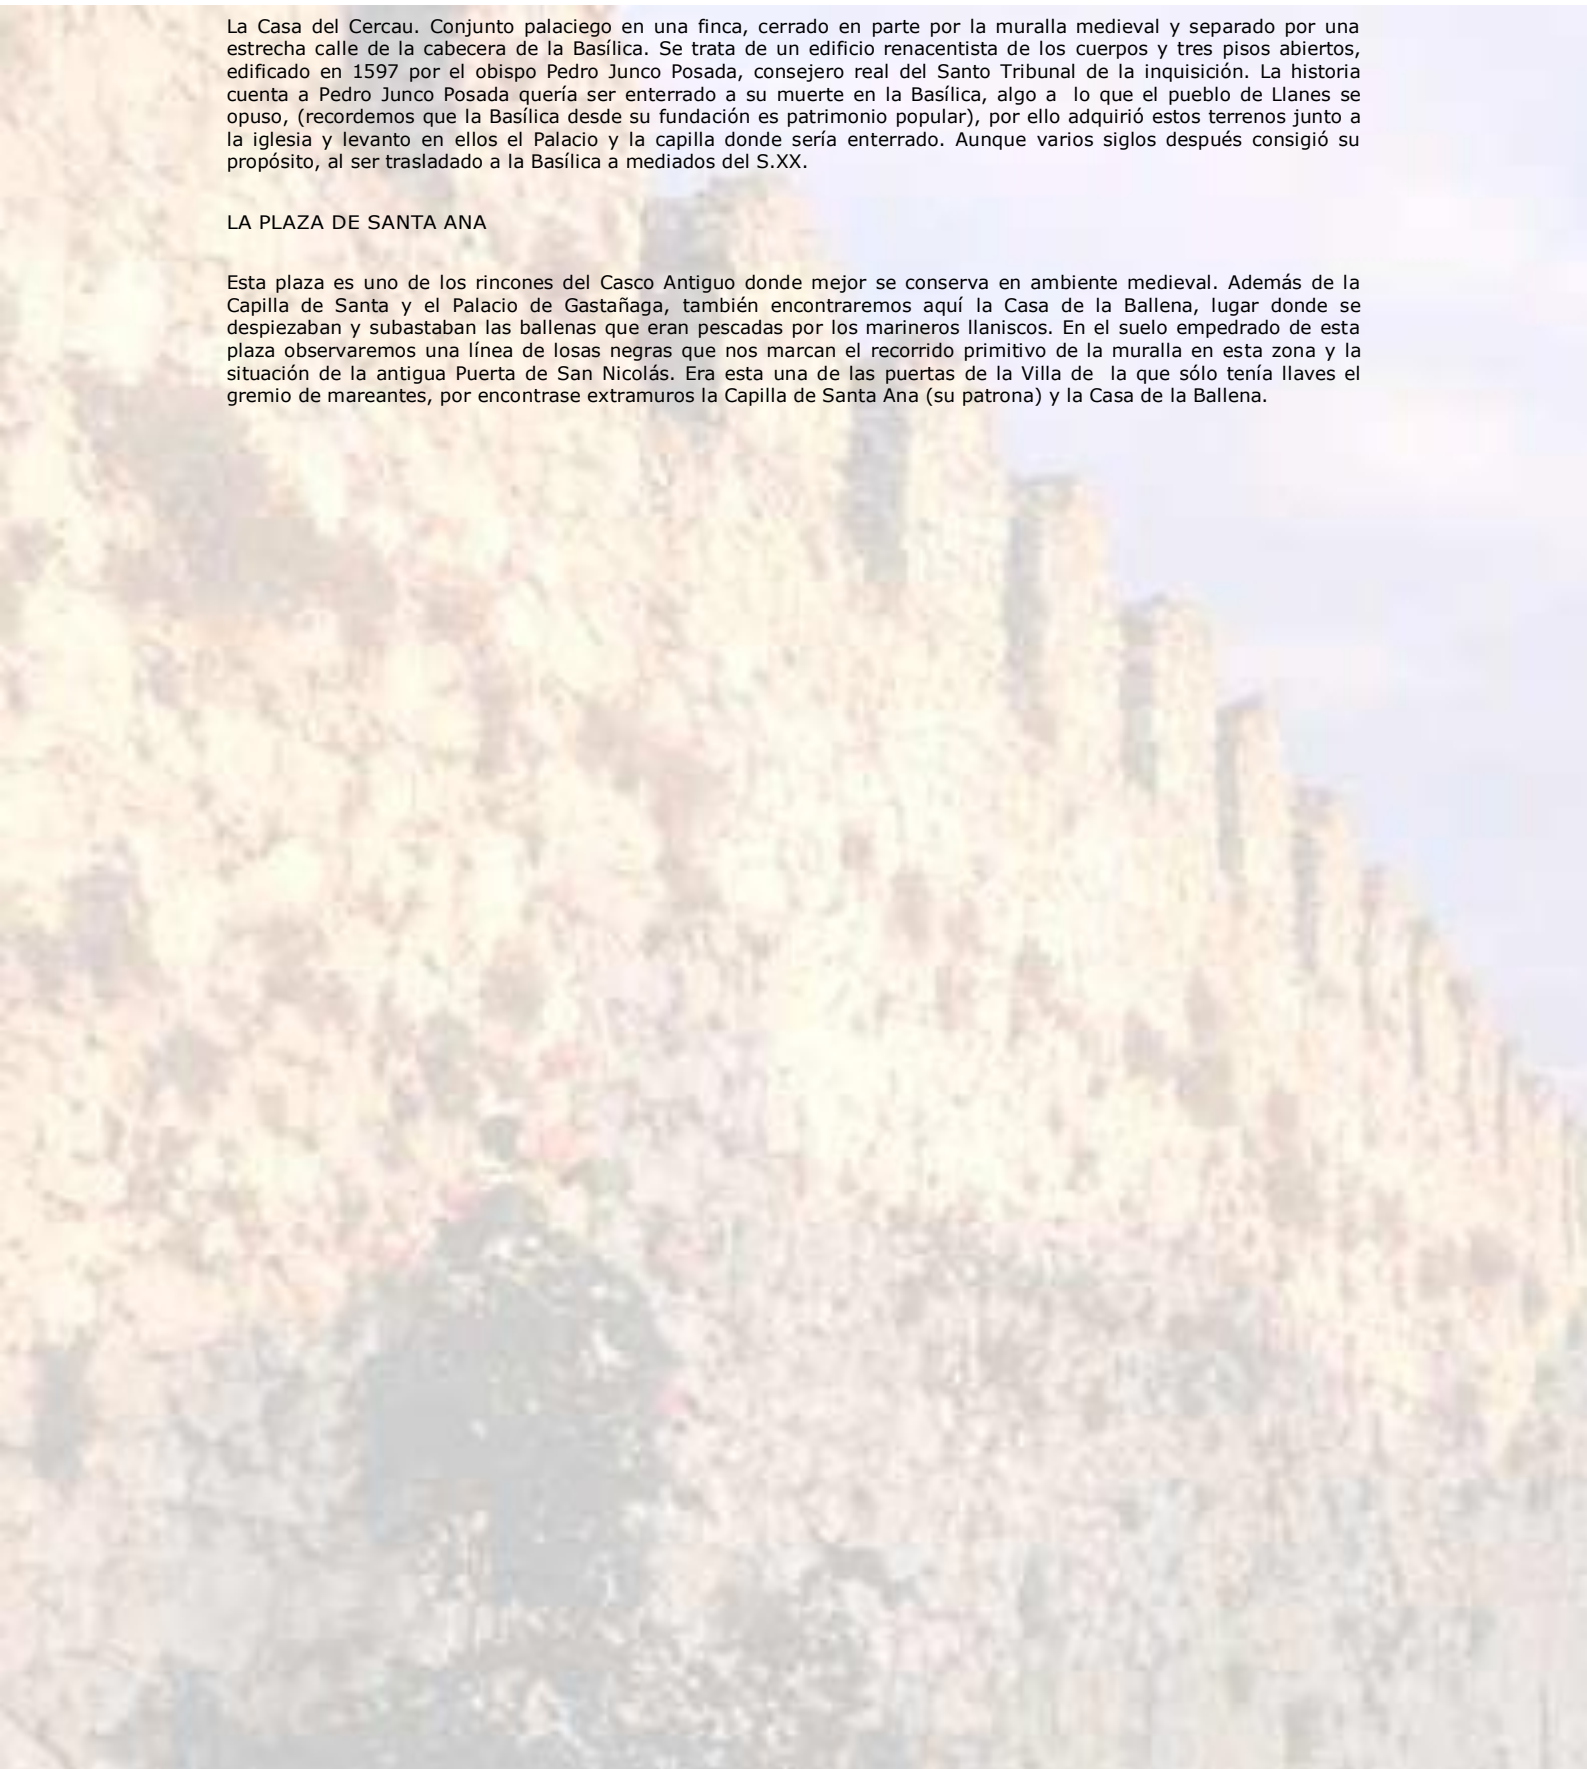 La Casa del Cercau. Conjunto palaciego en una finca, cerrado en parte por la muralla medieval y separado por una
estrecha calle de la cabecera de la Basílica. Se trata de un edificio renacentista de los cuerpos y tres pisos abiertos,
edificado en 1597 por el obispo Pedro Junco Posada, consejero real del Santo Tribunal de la inquisición. La historia
cuenta a Pedro Junco Posada quería ser enterrado a su muerte en la Basílica, algo a lo que el pueblo de Llanes se
opuso, (recordemos que la Basílica desde su fundación es patrimonio popular), por ello adquirió estos terrenos junto a
la iglesia y levanto en ellos el Palacio y la capilla donde sería enterrado. Aunque varios siglos después consigió su
propósito, al ser trasladado a la Basílica a mediados del S.XX.
LA PLAZA DE SANTA ANA
Esta plaza es uno de los rincones del Casco Antiguo donde mejor se conserva en ambiente medieval. Además de la
Capilla de Santa y el Palacio de Gastañaga, también encontraremos aquí la Casa de la Ballena, lugar donde se
despiezaban y subastaban las ballenas que eran pescadas por los marineros llaniscos. En el suelo empedrado de esta
plaza observaremos una línea de losas negras que nos marcan el recorrido primitivo de la muralla en esta zona y la
situación de la antigua Puerta de San Nicolás. Era esta una de las puertas de la Villa de la que sólo tenía llaves el
gremio de mareantes, por encontrase extramuros la Capilla de Santa Ana (su patrona) y la Casa de la Ballena.